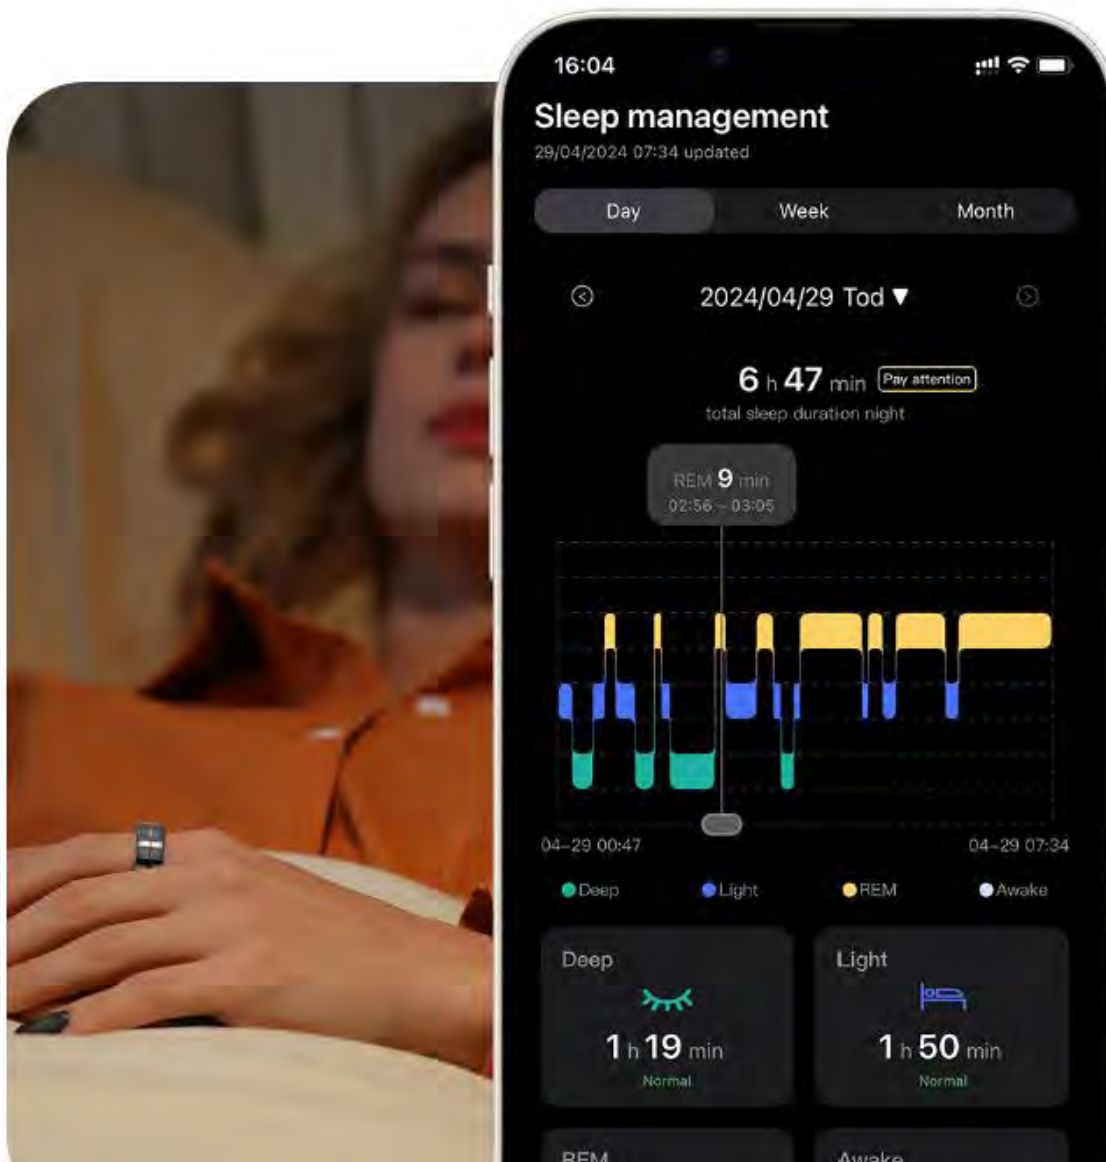 16:04
Sleep management
29/04/2024 07:34 updated
Day Week Month
2024/04/29 Tod ▼
6 h 47 min Pay attention
total sleep duration night
REM 9 min
02:56 – 03:05
04–29 00:47 04–29 07:34
Deep Light REM Awake
Deep Light
1 h 19 min 1 h 50 min
Normal Normal
REM Awake